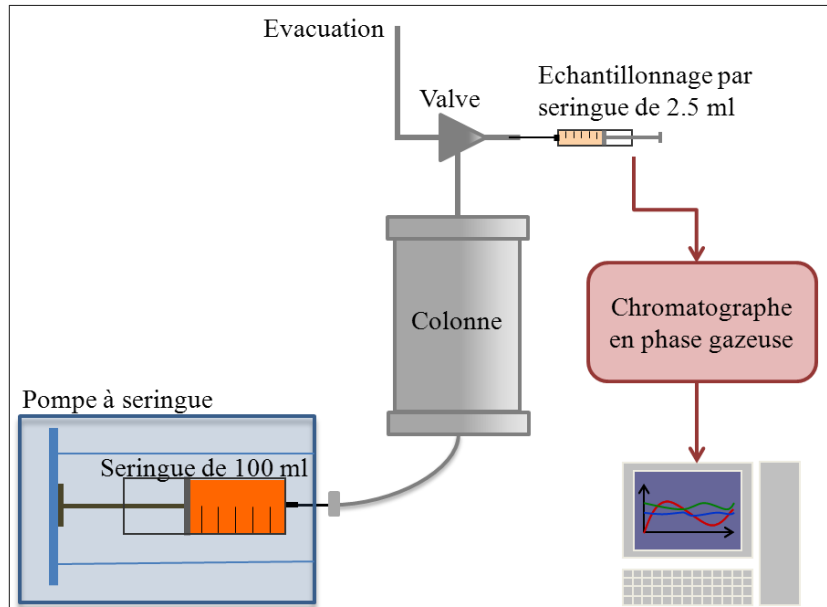 Evacuation
Echantillonnage par
seringue de 2.5 ml
Valve
Colonne
Chromatographe
en phase gazeuse
Pompe à seringue
Seringue de 100 ml